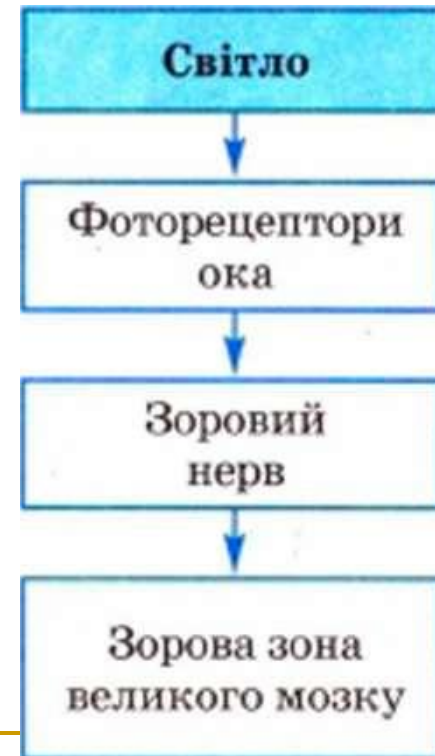 Світло
Фоторецептори
ока
Зоровий
нерв
Зорова зона
великого мозку